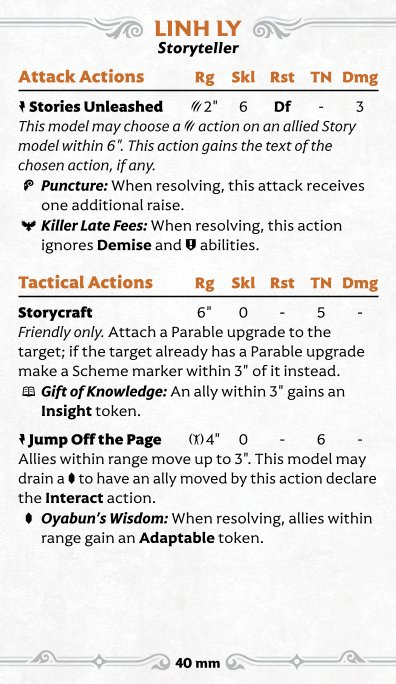 LINH LY
Storyteller
Attack Actions Rg Skl Rst TN Dmg
Stories Unleashed 2" 6 Df - 3
This model may choose a action on an allied Story
model within 6". This action gains the text of the
chosen action, if any.
Puncture: When resolving, this attack receives
one additional raise.
Killer Late Fees: When resolving, this action
ignores Demise and abilities.
Tactical Actions Rg Skl Rst TN Dmg
Storycraft 6" 0 - 5 -
Friendly only. Attach a Parable upgrade to the
target; if the target already has a Parable upgrade
make a Scheme marker within 3" of it instead.
Gift of Knowledge: An ally within 3" gains an
Insight token.
Jump Off the Page 4" 0 - 6 -
Allies within range move up to 3". This model may
drain a to have an ally moved by this action declare
the Interact action.
Oyabun's Wisdom: When resolving, allies within
range gain an Adaptable token.
40 mm